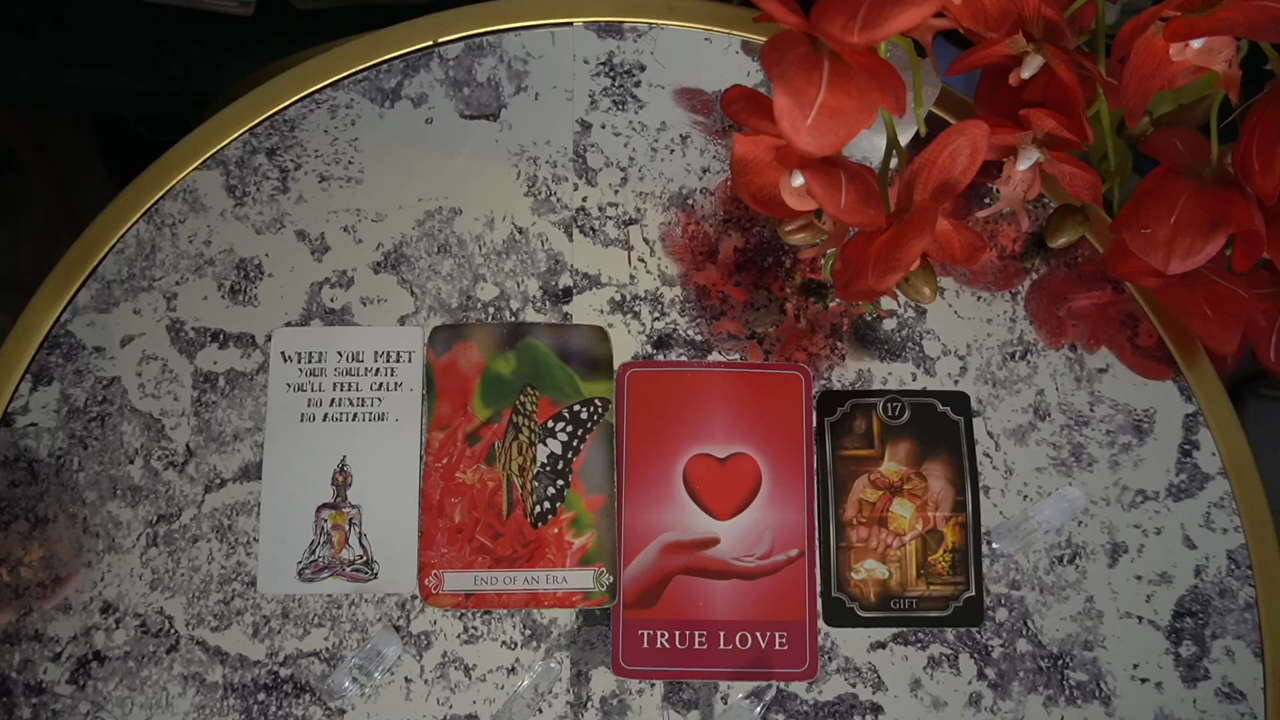 WHEN YOU MEET
YOUR SOULMATE
YOU'LL FEEL CALM .
NO ANXIETY
NO AGITATION .
END OF AN ERA
TRUE LOVE
17
GIFT